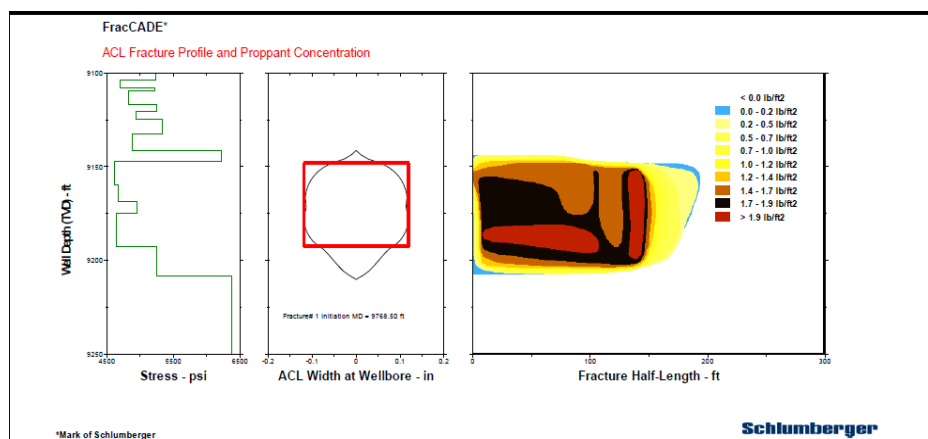 FracCADE*
ACL Fracture Profile and Proppant Concentration
9100
9150
9200
9250
Well Depth (TVD) - ft
4500
5500
6500
Stress - psi
Fracture# 1 Initiation MD = 9768.50 ft
-0.2
-0.1
0
0.1
0.2
ACL Width at Wellbore - in
< 0.0 lb/ft2
0.0 - 0.2 lb/ft2
0.2 - 0.5 lb/ft2
0.5 - 0.7 lb/ft2
0.7 - 1.0 lb/ft2
1.0 - 1.2 lb/ft2
1.2 - 1.4 lb/ft2
1.4 - 1.7 lb/ft2
1.7 - 1.9 lb/ft2
> 1.9 lb/ft2
0
100
200
300
Fracture Half-Length - ft
*Mark of Schlumberger
Schlumberger